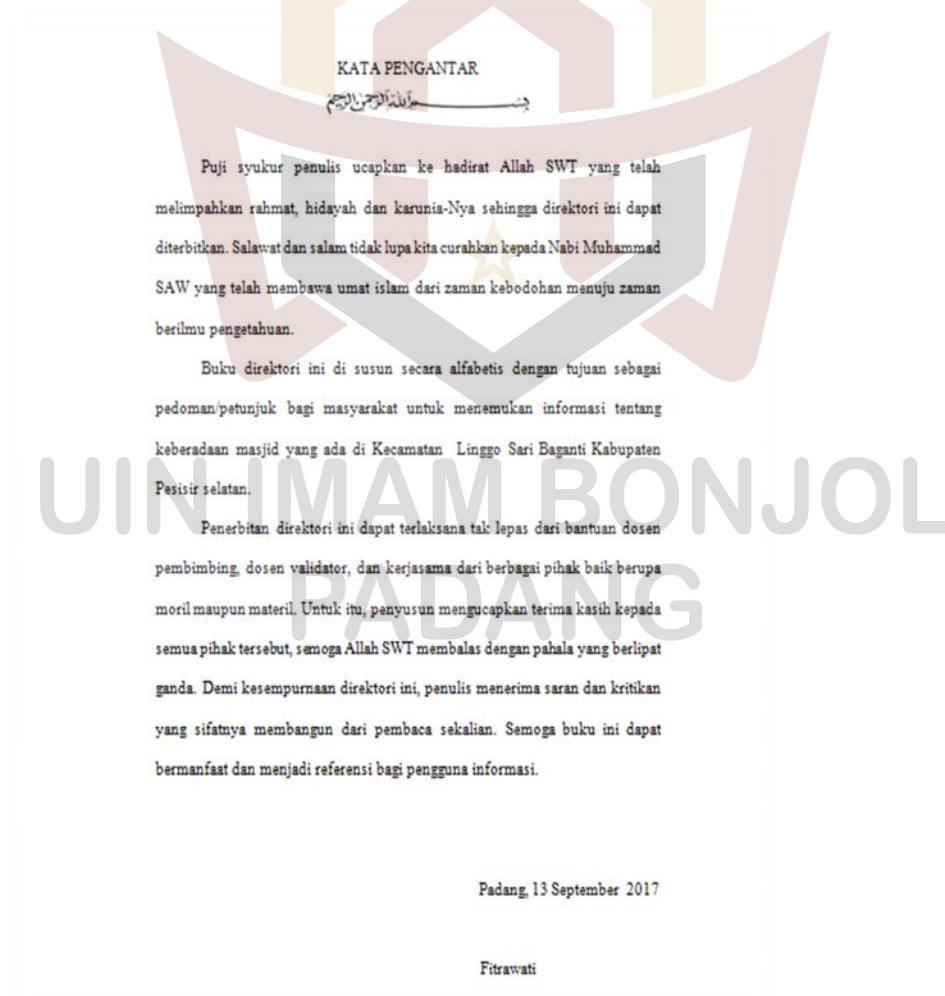 KATA PENGANTAR
بِسْــــــــــمِ اللّٰهِ الرَّحْمٰنِ الرَّحِيْمِ
Puji syukur penulis ucapkan ke hadirat Allah SWT yang telah
melimpahkan rahmat, hidayah dan karunia-Nya sehingga direktori ini dapat
diterbitkan. Salawat dan salam tidak lupa kita curahkan kepada Nabi Muhammad
SAW yang telah membawa umat islam dari zaman kebodohan menuju zaman
berilmu pengetahuan.
Buku direktori ini di susun secara alfabetis dengan tujuan sebagai
pedoman/petunjuk bagi masyarakat untuk menemukan informasi tentang
keberadaan masjid yang ada di Kecamatan Linggo Sari Baganti Kabupaten
Pesisir selatan.
Penerbitan direktori ini dapat terlaksana tak lepas dari bantuan dosen
pembimbing, dosen validator, dan kerjasama dari berbagai pihak baik berupa
moril maupun materil. Untuk itu, penyusun mengucapkan terima kasih kepada
semua pihak tersebut, semoga Allah SWT membalas dengan pahala yang berlipat
ganda. Demi kesempurnaan direktori ini, penulis menerima saran dan kritikan
yang sifatnya membangun dari pembaca sekalian. Semoga buku ini dapat
bermanfaat dan menjadi referensi bagi pengguna informasi.
Padang, 13 September 2017
Fitrawati
UIN IMAM BONJOL
PADANG